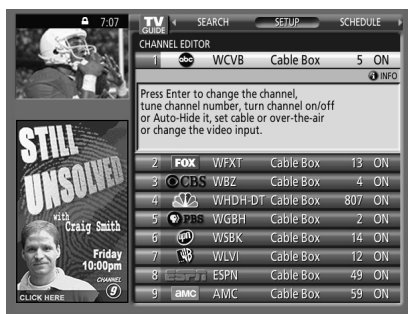 7:07
TV GUIDE SEARCH SETUP SCHEDULE
CHANNEL EDITOR
1 abc WCVB Cable Box 5 ON
i INFO
Press Enter to change the channel,
tune channel number, turn channel on/off
or Auto-Hide it, set cable or over-the-air
or change the video input.
2 FOX WFXT Cable Box 13 ON
3 CBS WBZ Cable Box 4 ON
4 WHDH-DT Cable Box 807 ON
5 PBS WGBH Cable Box 2 ON
6 UPN WSBK Cable Box 14 ON
7 WB WLVI Cable Box 12 ON
8 ESPN ESPN Cable Box 49 ON
9 amc AMC Cable Box 59 ON
STILL
UNSOLVED
with
Craig Smith
Friday
10:00pm
CHANNEL
9
CLICK HERE